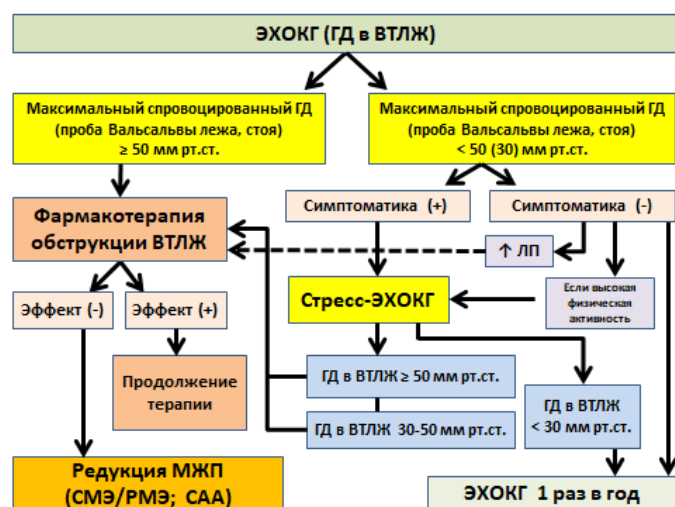 ЭХОКГ (ГД в ВТЛЖ)
Максимальный спровоцированный ГД
(проба Вальсальвы лежа, стоя)
≥ 50 мм рт.ст.
Максимальный спровоцированный ГД
(проба Вальсальвы лежа, стоя)
< 50 (30) мм рт.ст.
Фармакотерапия
обструкции ВТЛЖ
Симптоматика (+)
Симптоматика (-)
↑ ЛП
Если высокая
физическая
активность
Стресс-ЭХОКГ
Эффект (-)
Эффект (+)
Продолжение
терапии
ГД в ВТЛЖ ≥ 50 мм рт.ст.
ГД в ВТЛЖ 30-50 мм рт.ст.
ГД в ВТЛЖ
< 30 мм рт.ст.
Редукция МЖП
(СМЭ/РМЭ; САА)
ЭХОКГ 1 раз в год